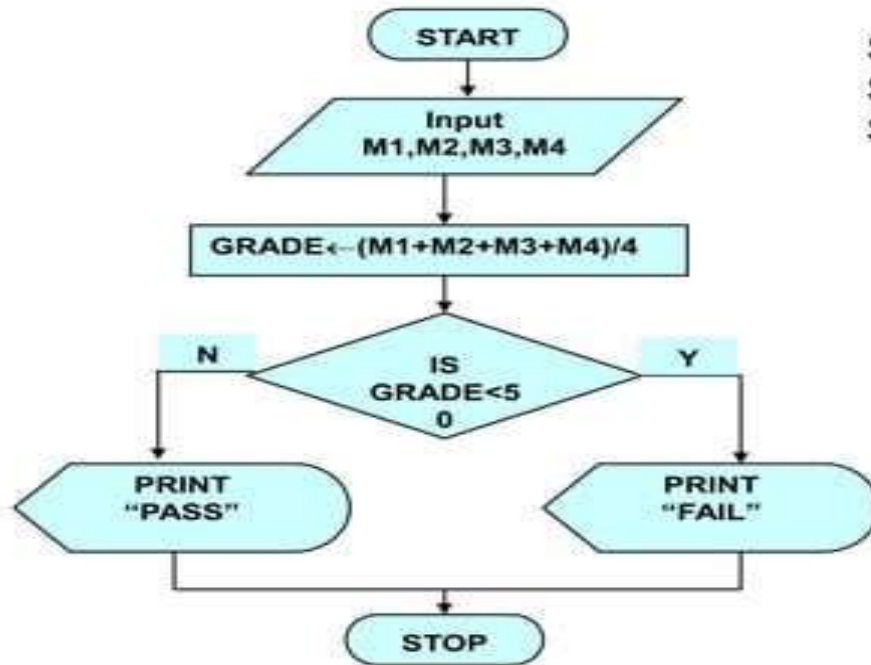 START
Input
M1,M2,M3,M4
GRADE←(M1+M2+M3+M4)/4
N
Y
IS
GRADE<5
0
PRINT
“PASS”
PRINT
“FAIL”
STOP